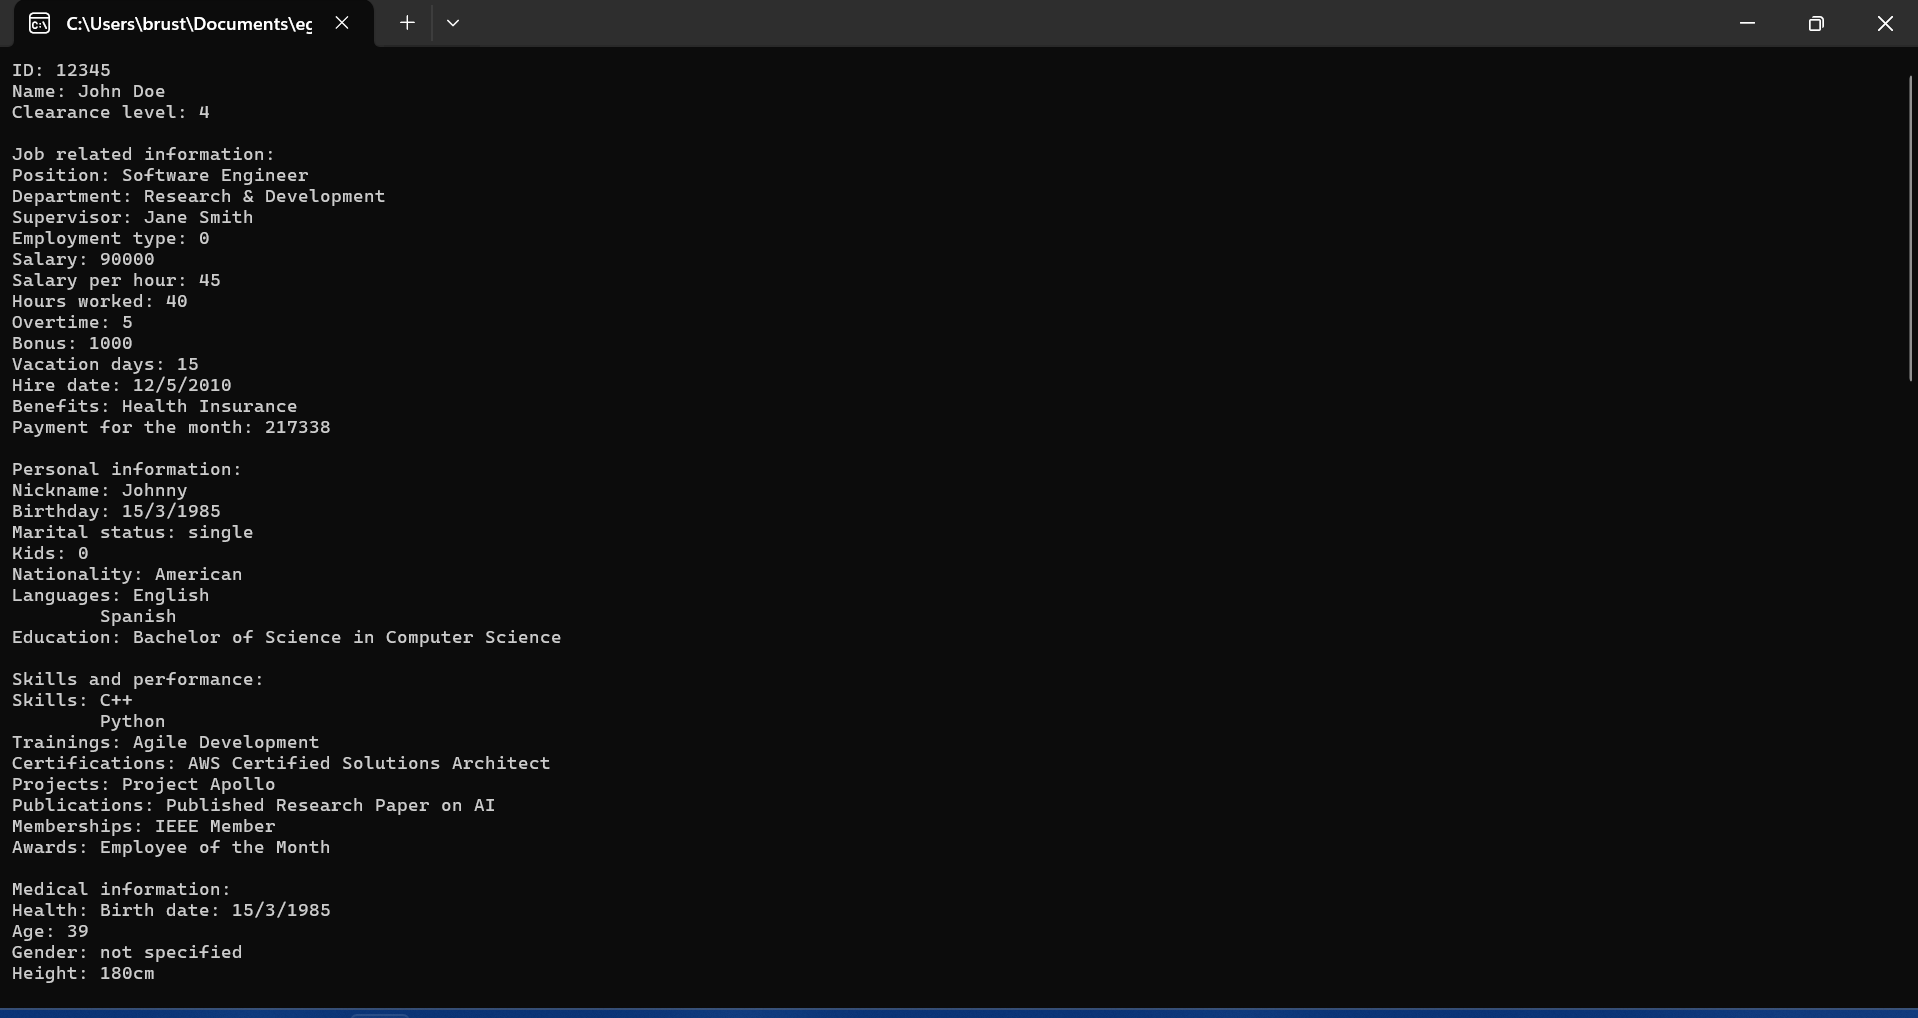 C:\Users\brust\Documents\eg
ID: 12345
Name: John Doe
Clearance level: 4
Job related information:
Position: Software Engineer
Department: Research & Development
Supervisor: Jane Smith
Employment type: 0
Salary: 90000
Salary per hour: 45
Hours worked: 40
Overtime: 5
Bonus: 1000
Vacation days: 15
Hire date: 12/5/2010
Benefits: Health Insurance
Payment for the month: 217338
Personal information:
Nickname: Johnny
Birthday: 15/3/1985
Marital status: single
Kids: 0
Nationality: American
Languages: English
Spanish
Education: Bachelor of Science in Computer Science
Skills and performance:
Skills: C++
Python
Trainings: Agile Development
Certifications: AWS Certified Solutions Architect
Projects: Project Apollo
Publications: Published Research Paper on AI
Memberships: IEEE Member
Awards: Employee of the Month
Medical information:
Health: Birth date: 15/3/1985
Age: 39
Gender: not specified
Height: 180cm